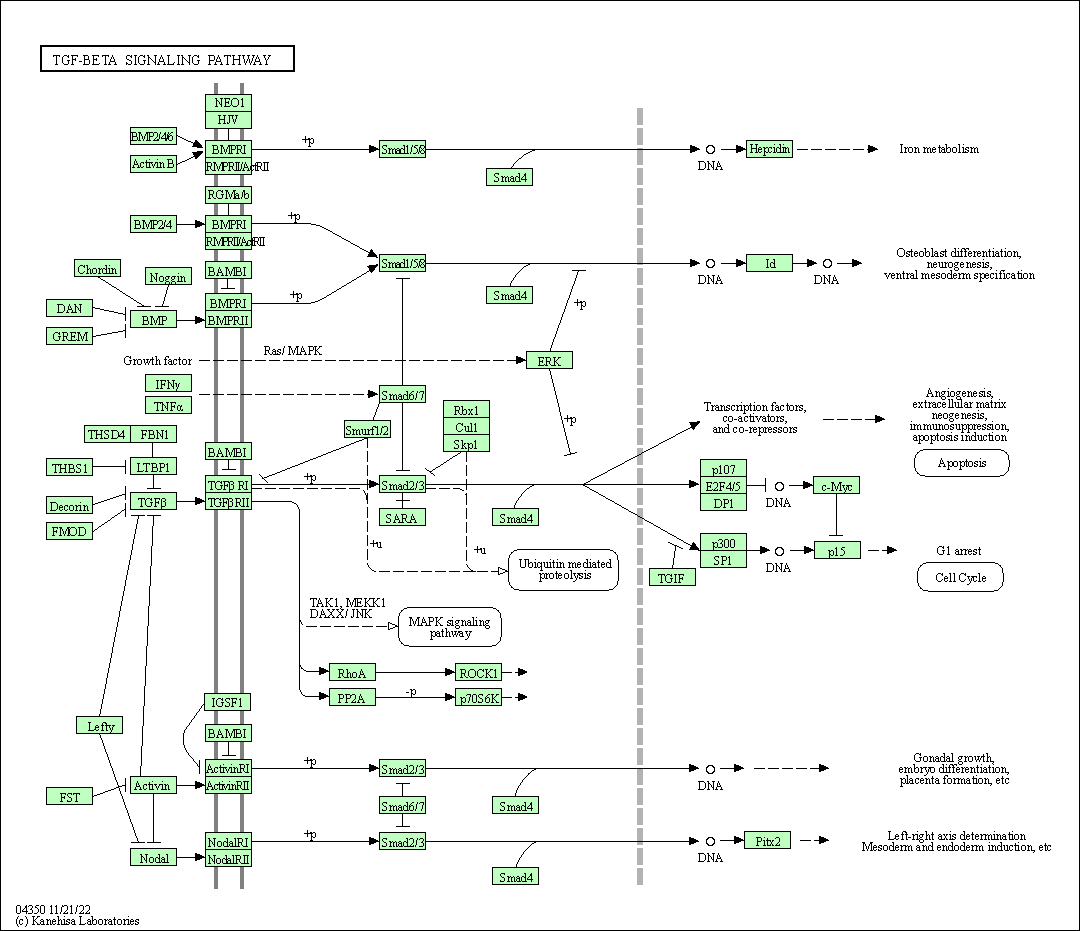 TGF-BETA SIGNALING PATHWAY
NEO1
HJV
BMP2/4/6
Activin B
BMPRI
BMPRII/ActRII
+p
Smad1/5/8
Smad4
DNA
Hepcidin
Iron metabolism
RGMa/b
BMP2/4
BMPRI
BMPRII/ActRII
+p
Smad1/5/8
Smad4
DNA
Id
DNA
Osteoblast differentiation,
neurogenesis,
ventral mesoderm specification
Chordin
Noggin
BAMBI
DAN
GREM
BMP
BMPRI
BMPRII
+p
+p
Growth factor
Ras/ MAPK
ERK
IFNγ
TNFα
Smad6/7
+p
Rbx1
Cul1
Skp1
Smurf1/2
Transcription factors,
co-activators,
and co-repressors
Angiogenesis,
extracellular matrix
neogenesis,
immunosuppression,
apoptosis induction
Apoptosis
THSD4
FBN1
BAMBI
THBS1
LTBP1
Decorin
FMOD
TGFβ
TGFβ RI
TGFβRII
+p
Smad2/3
SARA
Smad4
p107
E2F4/5
DP1
DNA
c-Myc
p300
SP1
DNA
p15
G1 arrest
TGIF
Cell Cycle
+u
+u
Ubiquitin mediated
proteolysis
TAK1, MEKK1
DAXX/ JNK
MAPK signaling
pathway
RhoA
ROCK1
PP2A
-p
p70S6K
IGSF1
Lefty
BAMBI
FST
Activin
ActivinRI
ActivinRII
+p
Smad2/3
Smad6/7
Smad4
DNA
Gonadal growth,
embryo differentiation,
placenta formation, etc
Nodal
NodalRI
NodalRII
+p
Smad2/3
Smad4
DNA
Pitx2
Left-right axis determination
Mesoderm and endoderm induction, etc
04350 11/21/22
(c) Kanehisa Laboratories